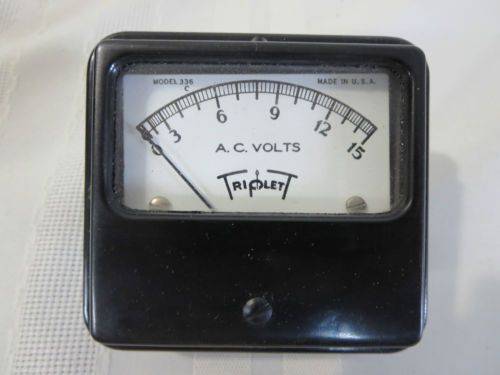 MODEL 336 MADE IN U.S.A.
C
0 3 6 9 12 15
A.C. VOLTS
TRIPLETT